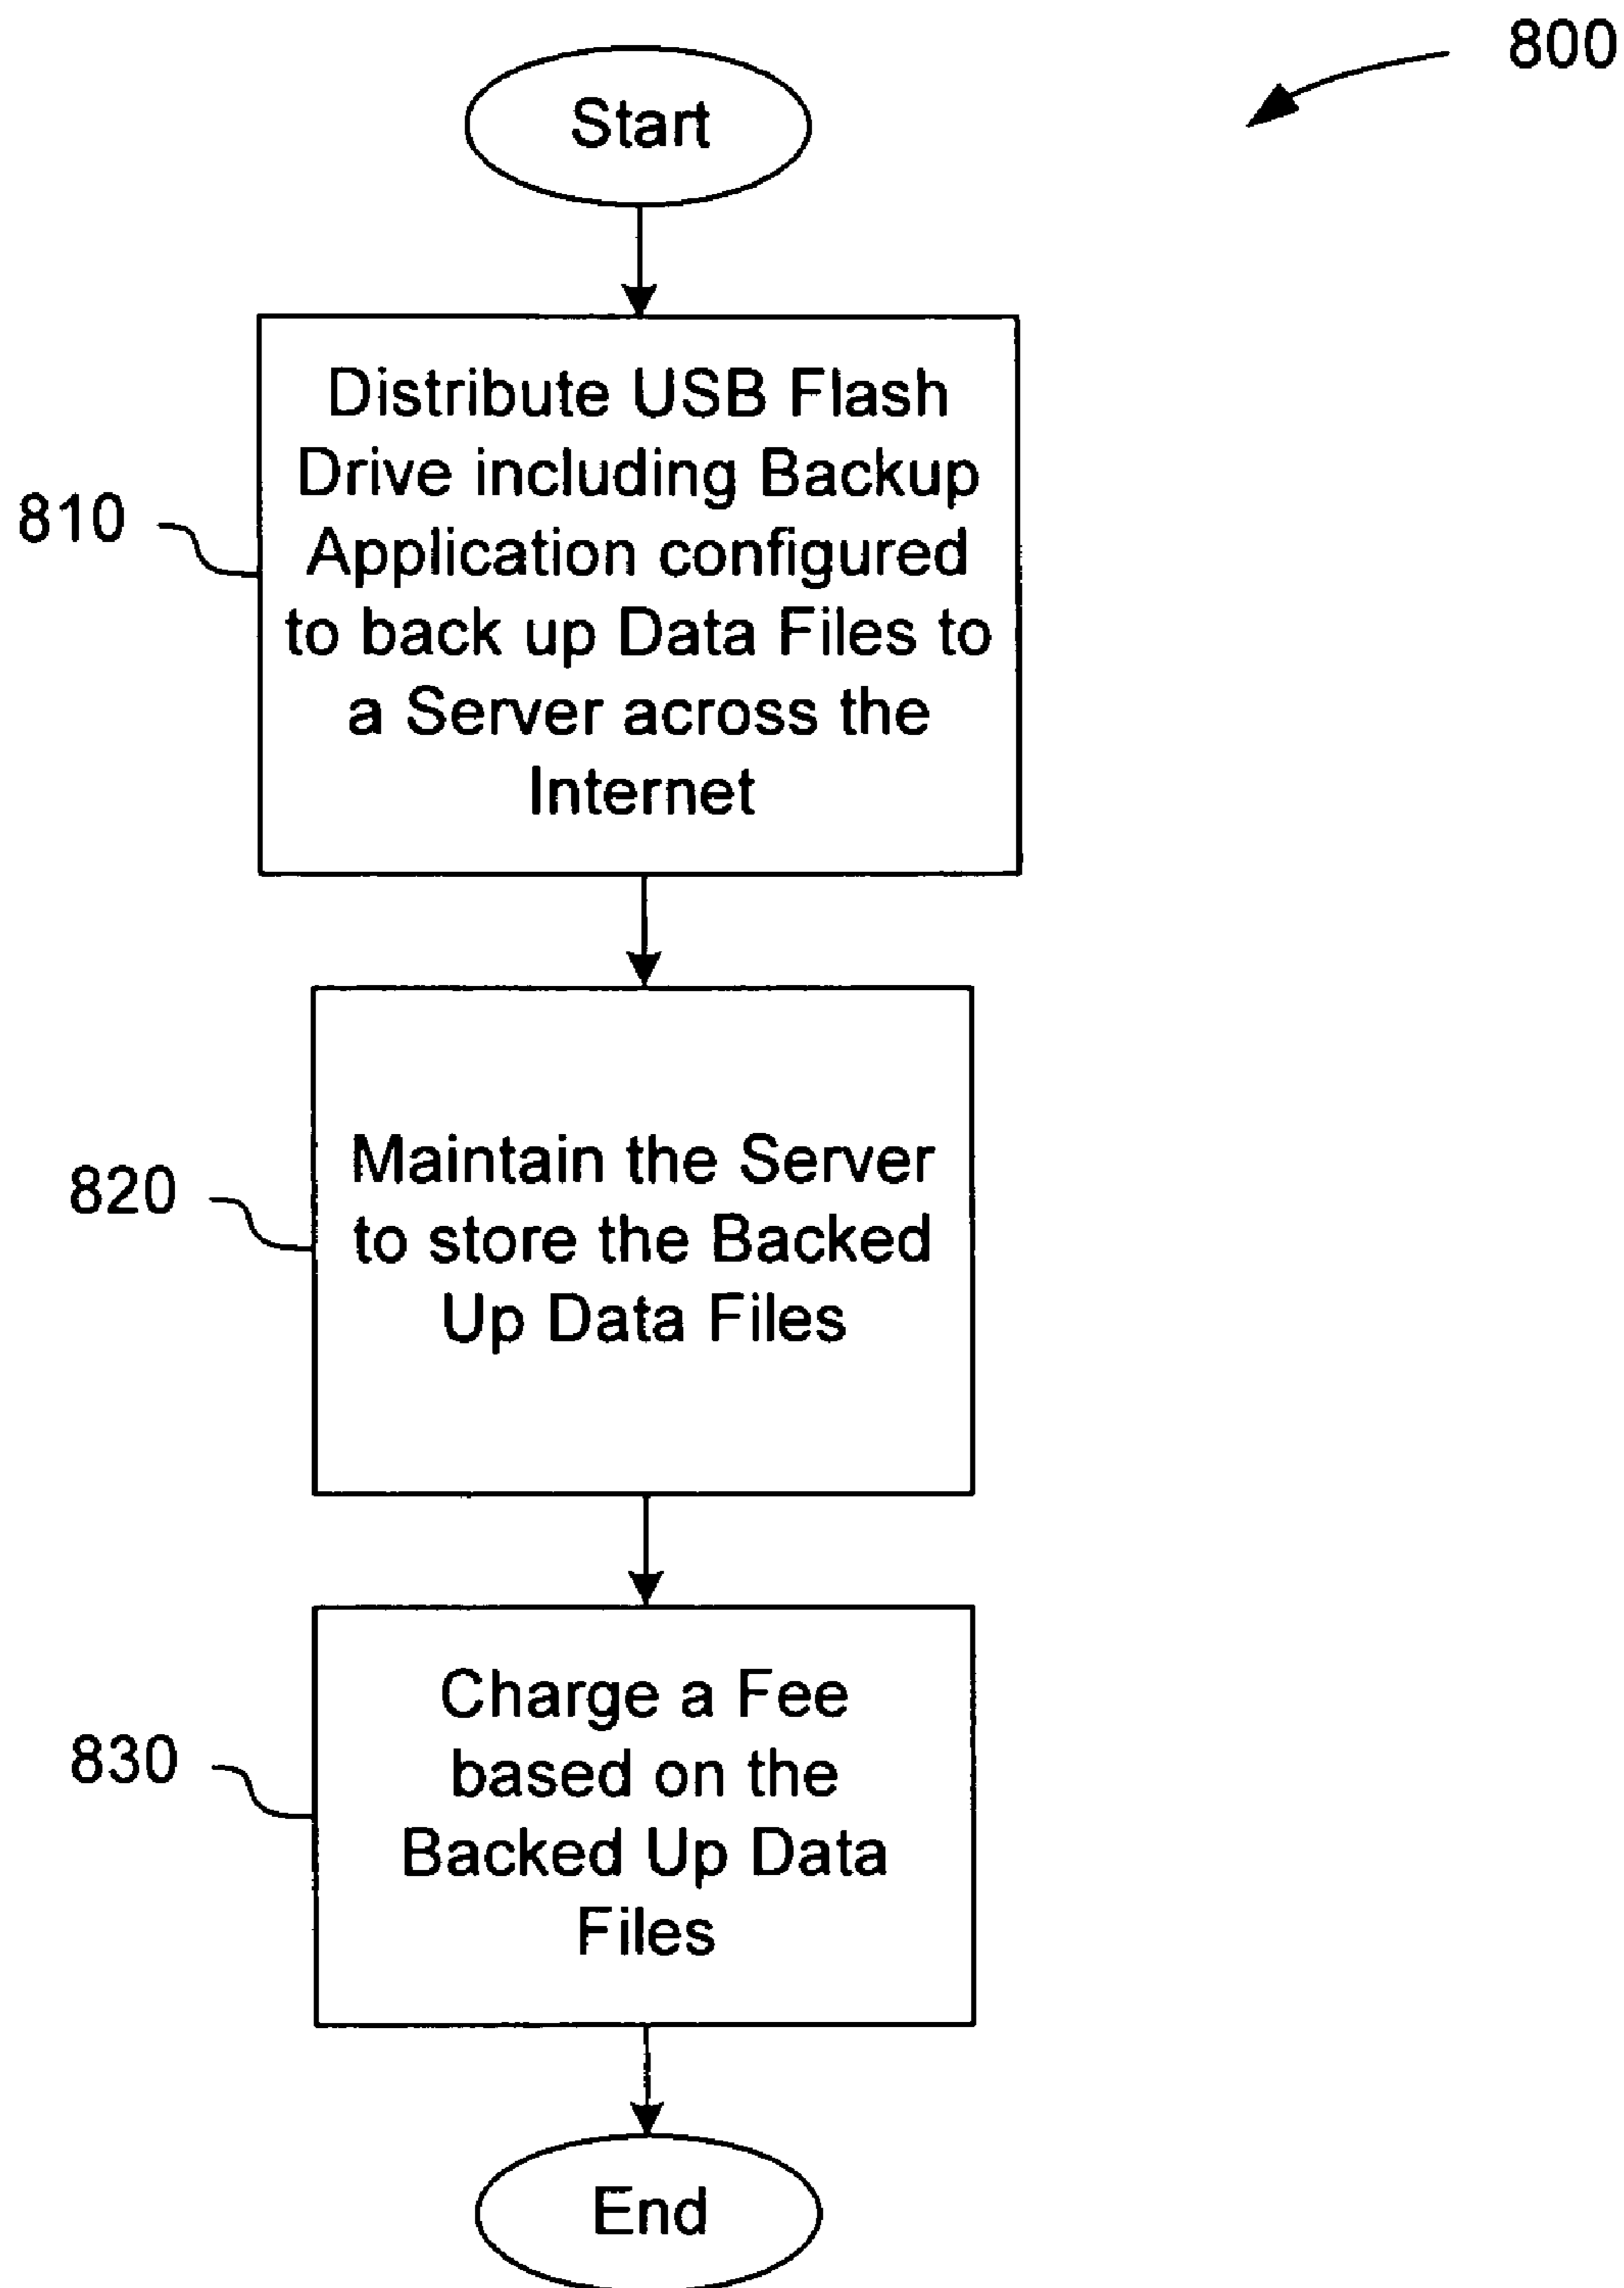 800
Start
810
Distribute USB Flash
Drive including Backup
Application configured
to back up Data Files to
a Server across the
Internet
820
Maintain the Server
to store the Backed
Up Data Files
830
Charge a Fee
based on the
Backed Up Data
Files
End